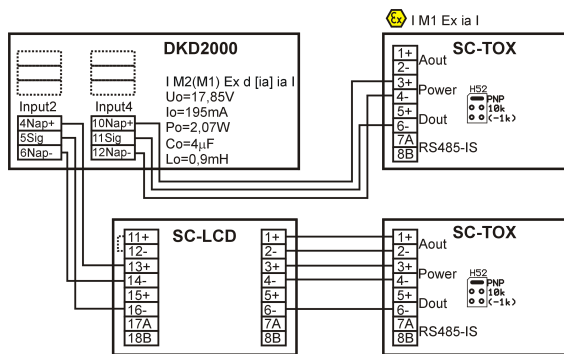 Ex I M1 Ex ia I
DKD2000
I M2(M1) Ex d [ia] ia I
Uo=17,85V
Io=195mA
Po=2,07W
Co=4µF
Lo=0,9mH
Input2
4Nap+
5Sig
6Nap-
Input4
10Nap+
11Sig
12Nap-
SC-TOX
1+
2-
3+
4-
5+
6-
7A
8B
Aout
Power
Dout
RS485-IS
H52
PNP
10k
(-1k)
SC-LCD
11+
12-
13+
14-
15+
16-
17A
18B
1+
2-
3+
4-
5+
6-
7A
8B
SC-TOX
1+
2-
3+
4-
5+
6-
7A
8B
Aout
Power
Dout
RS485-IS
H52
PNP
10k
(-1k)